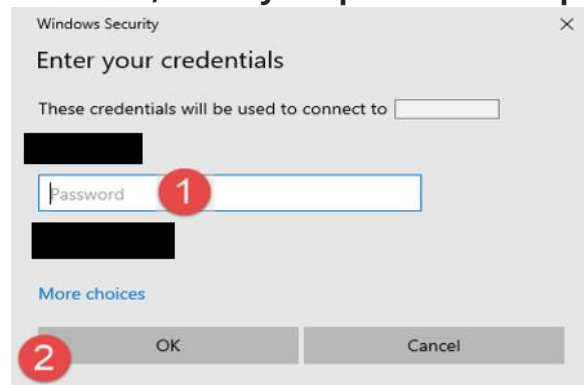 Windows Security
Enter your credentials
These credentials will be used to connect to
Password 1
More choices
2 OK Cancel